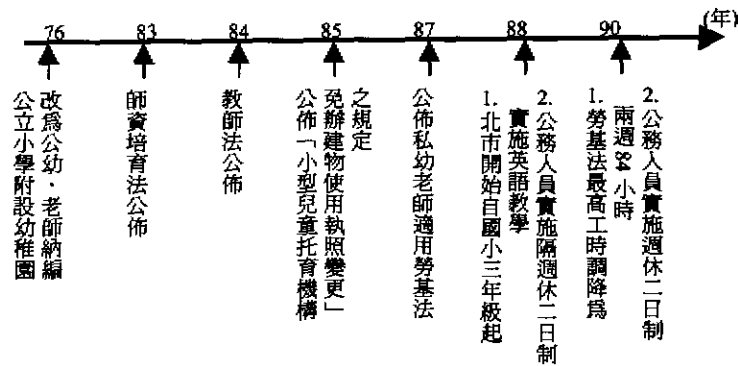 (年)
76
83
84
85
87
88
90
公立小學附設幼稚園
改爲公幼．老師納編
師資培育法公佈
教師法公佈
公佈「小型兒童托育機構
免辦建物使用執照變更」
之規定
公佈私幼老師適用勞基法
1. 北市開始自國小三年級起
實施英語教學
2. 公務人員實施隔週休二日制
1. 勞基法最高工時調降爲
兩週 84 小時
2. 公務人員實施週休二日制